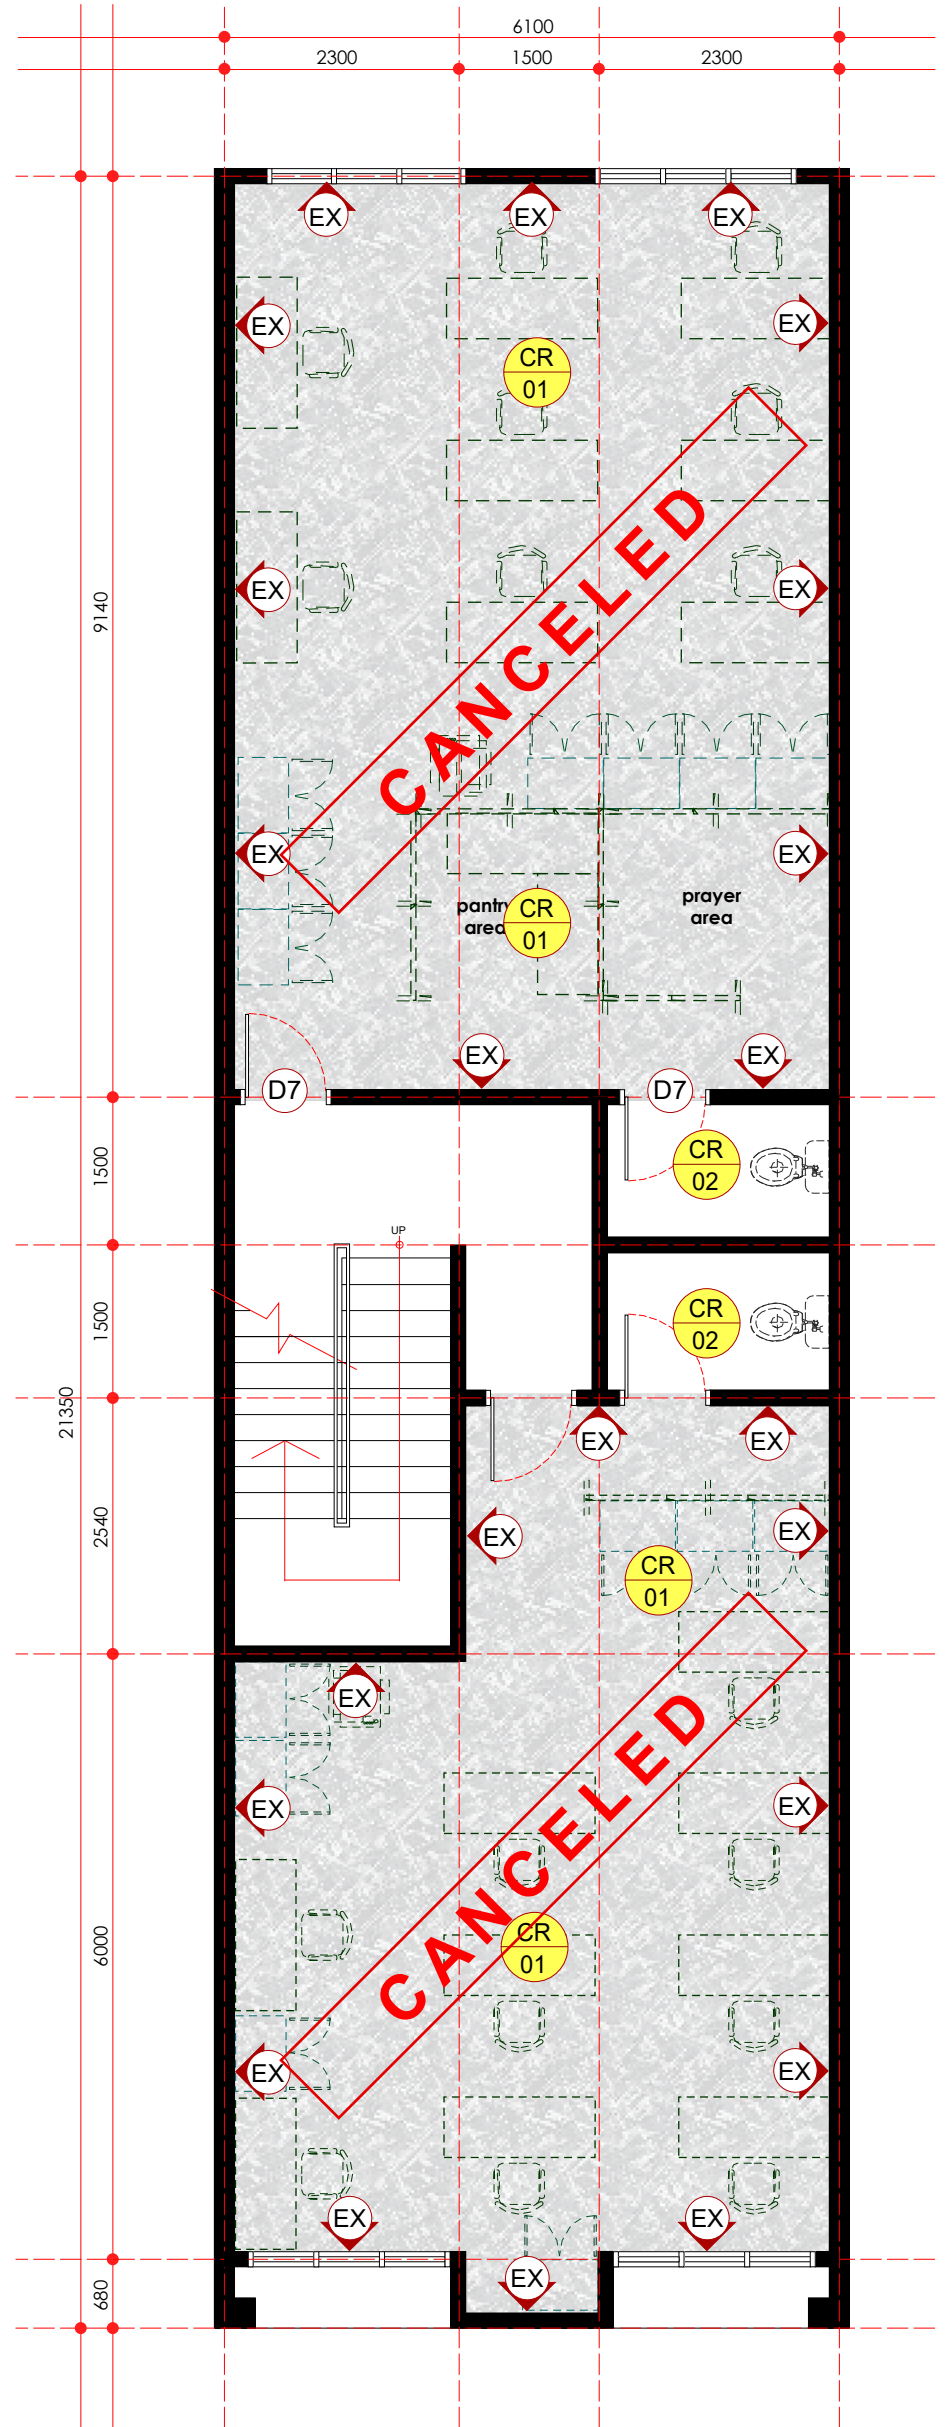 6100
2300
1500
2300
EX
EX
EX
EX
EX
CR
01
CANCELED
EX
EX
9140
EX
EX
pantry
area
CR
01
prayer
area
EX
EX
D7
D7
1500
CR
02
UP
1500
CR
02
21350
EX
EX
2540
EX
EX
CR
01
EX
CANCELED
EX
EX
6000
CR
01
EX
EX
EX
EX
680
EX